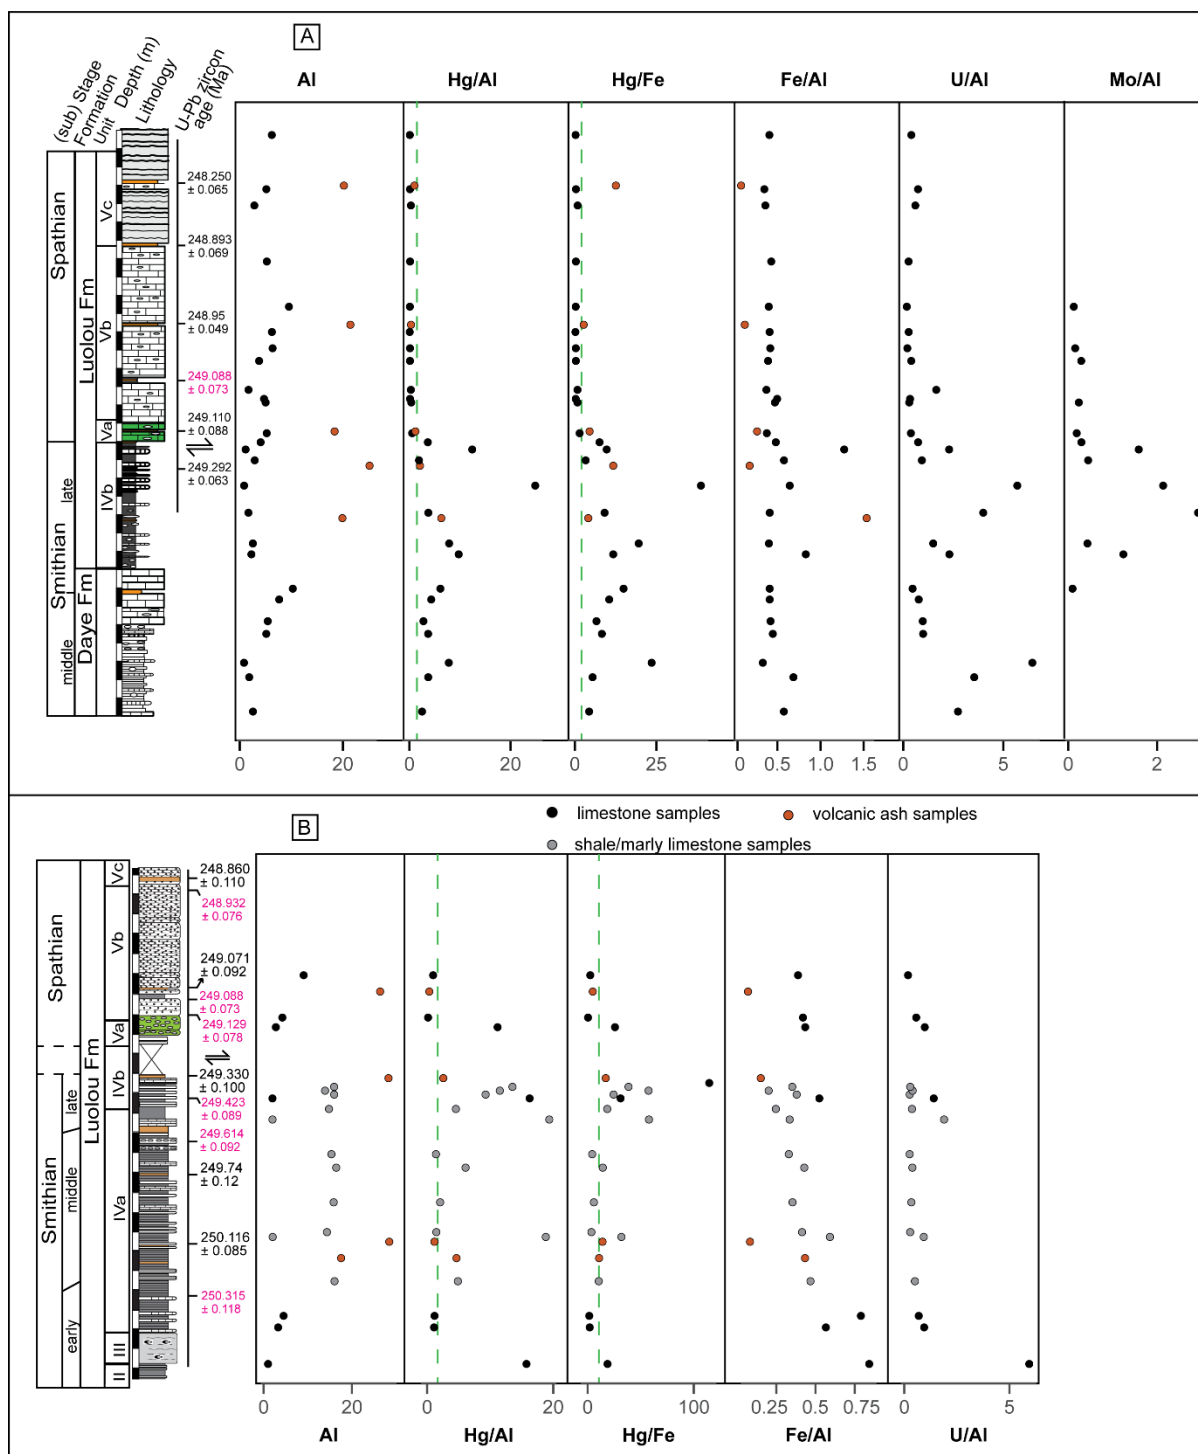 A
Al
Hg/Al
Hg/Fe
Fe/Al
U/Al
Mo/Al
(sub) Stage
Formation
Unit
Depth (m)
Lithology
U-Pb zircon
age (Ma)
Spathian
Smithian
late
middle
Luolou Fm
Daye Fm
Vc
Vb
Va
IVb
248.250
± 0.065
248.893
± 0.069
248.95
± 0.049
249.088
± 0.073
249.110
± 0.088
249.292
± 0.063
0
20
0
20
0
25
0
0.5
1.0
1.5
0
5
0
2
B
limestone samples
volcanic ash samples
shale/marly limestone samples
Spathian
Smithian
late
middle
early
Luolou Fm
Vc
Vb
Va
IVb
IVa
III
II
248.860
± 0.110
248.932
± 0.076
249.071
± 0.092
249.088
± 0.073
249.129
± 0.078
249.330
± 0.100
249.423
± 0.089
249.614
± 0.092
249.74
± 0.12
250.116
± 0.085
250.315
± 0.118
0
20
0
20
0
100
0.25
0.75
0
5
Al
Hg/Al
Hg/Fe
Fe/Al
U/Al